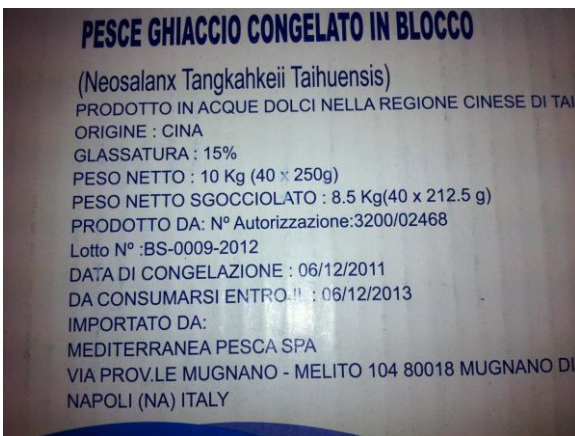 PESCE GHIACCIO CONGELATO IN BLOCCO
(Neosalanx Tangkahkeii Taihuensis)
PRODOTTO IN ACQUE DOLCI NELLA REGIONE CINESE DI TAI
ORIGINE : CINA
GLASSATURA : 15%
PESO NETTO : 10 Kg (40 x 250g)
PESO NETTO SGOCCIOLATO : 8.5 Kg(40 x 212.5 g)
PRODOTTO DA: Nº Autorizzazione:3200/02468
Lotto Nº :BS-0009-2012
DATA DI CONGELAZIONE : 06/12/2011
DA CONSUMARSI ENTRO IL : 06/12/2013
IMPORTATO DA:
MEDITERRANEA PESCA SPA
VIA PROV.LE MUGNANO - MELITO 104 80018 MUGNANO DI
NAPOLI (NA) ITALY